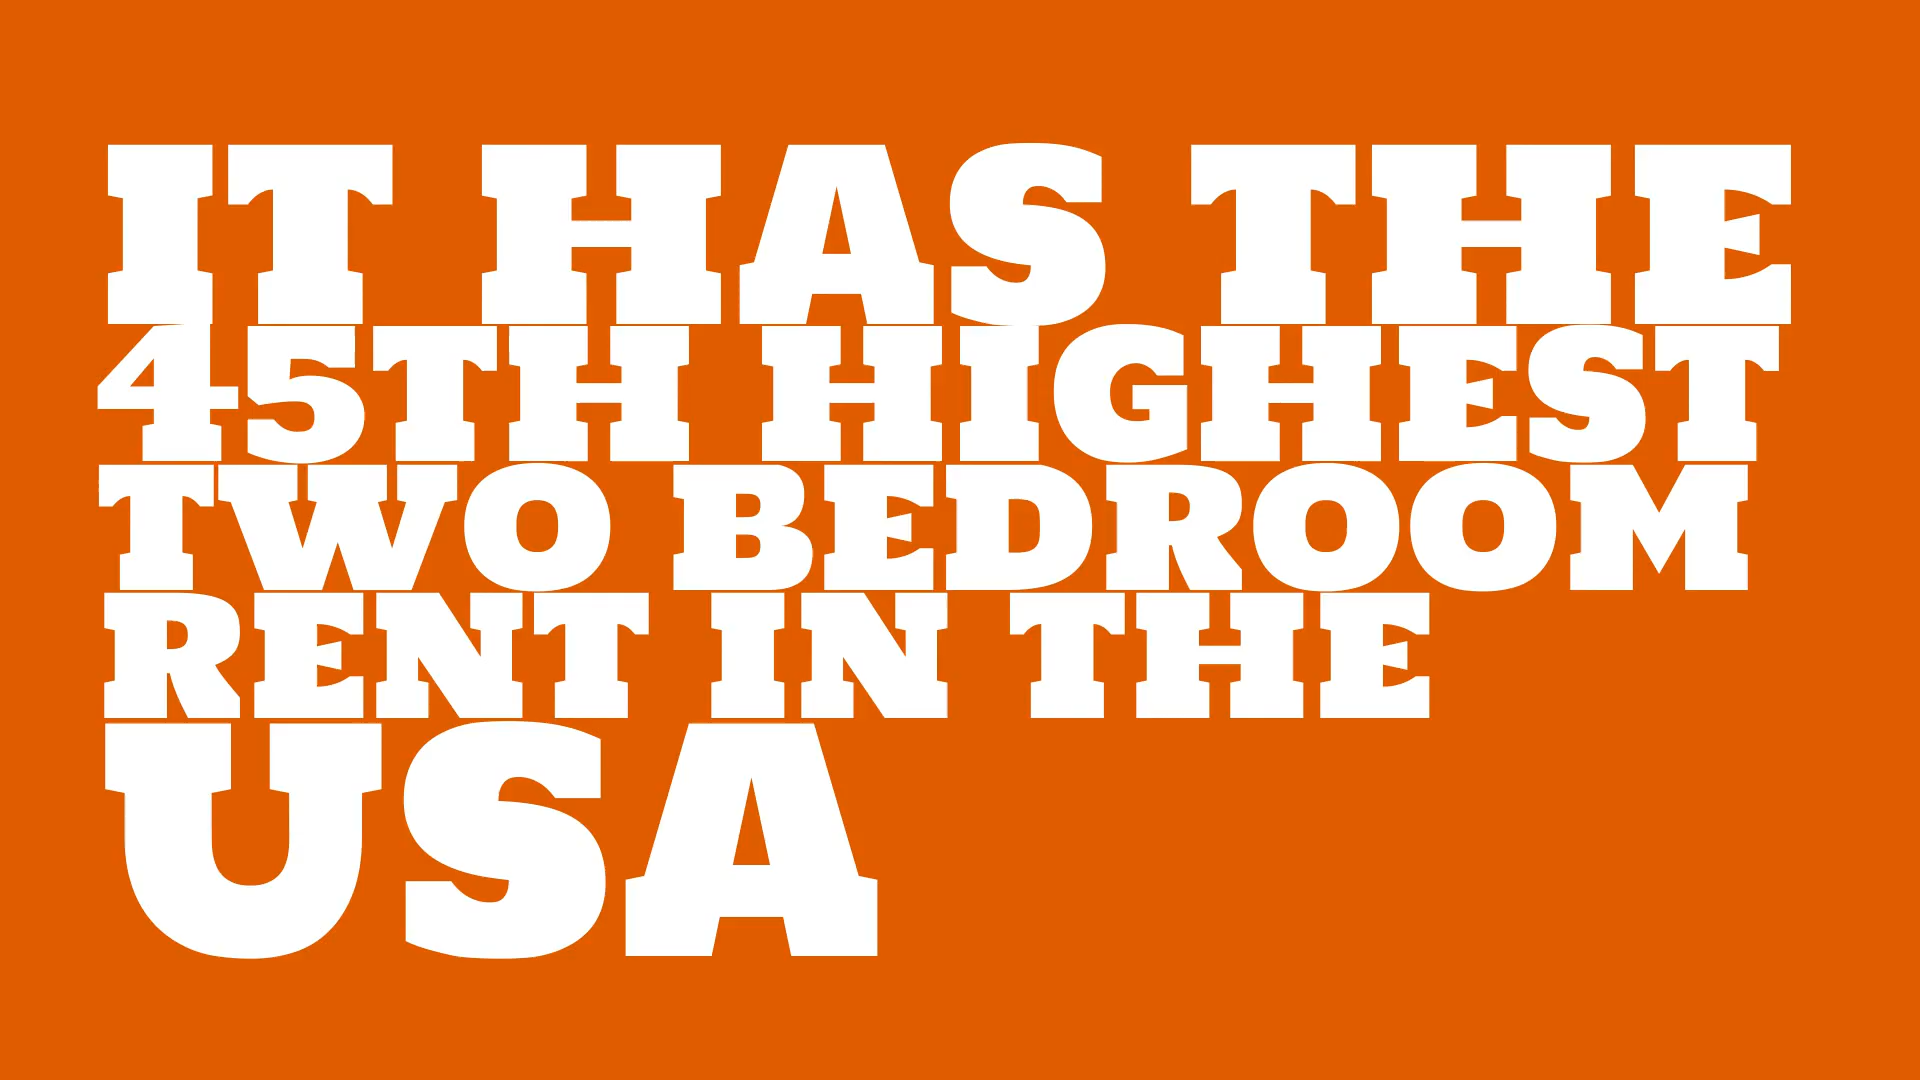 IT HAS THE
45TH HIGHEST
TWO BEDROOM
RENT IN THE
USA